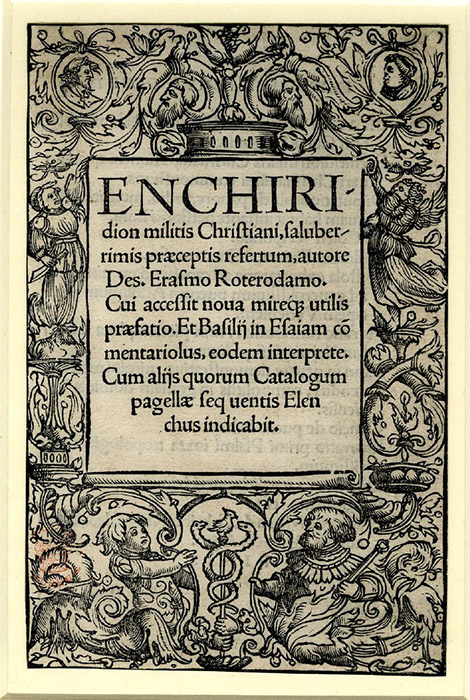 ENCHIRI-
dion militis Chriſtiani, ſaluber-
rimis præceptis refertum, autore
Des. Eraſmo Roterodamo.
Cui acceſſit noua mireq́; utilis
præfatio. Et Baſilij in Eſaiam cō
mentariolus, eodem interprete.
Cum alijs quorum Catalogum
pagellæ ſeq uentis Elen
chus indicabit.